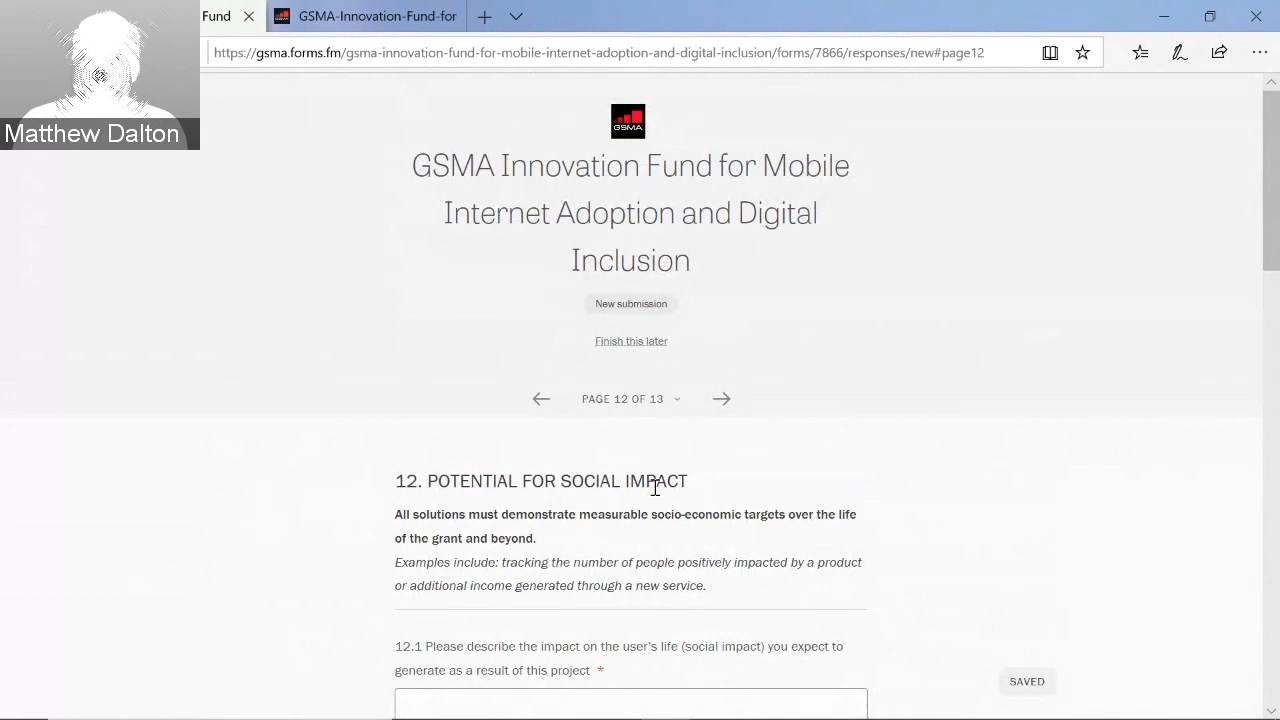 Fund
GSMA-Innovation-Fund-for
https://gsma.forms.fm/gsma-innovation-fund-for-mobile-internet-adoption-and-digital-inclusion/forms/7866/responses/new#page12
Matthew Dalton
GSMA
GSMA Innovation Fund for Mobile
Internet Adoption and Digital
Inclusion
New submission
Finish this later
PAGE 12 OF 13
12. POTENTIAL FOR SOCIAL IMPACT
All solutions must demonstrate measurable socio-economic targets over the life
of the grant and beyond.
Examples include: tracking the number of people positively impacted by a product
or additional income generated through a new service.
12.1 Please describe the impact on the user's life (social impact) you expect to
generate as a result of this project *
SAVED